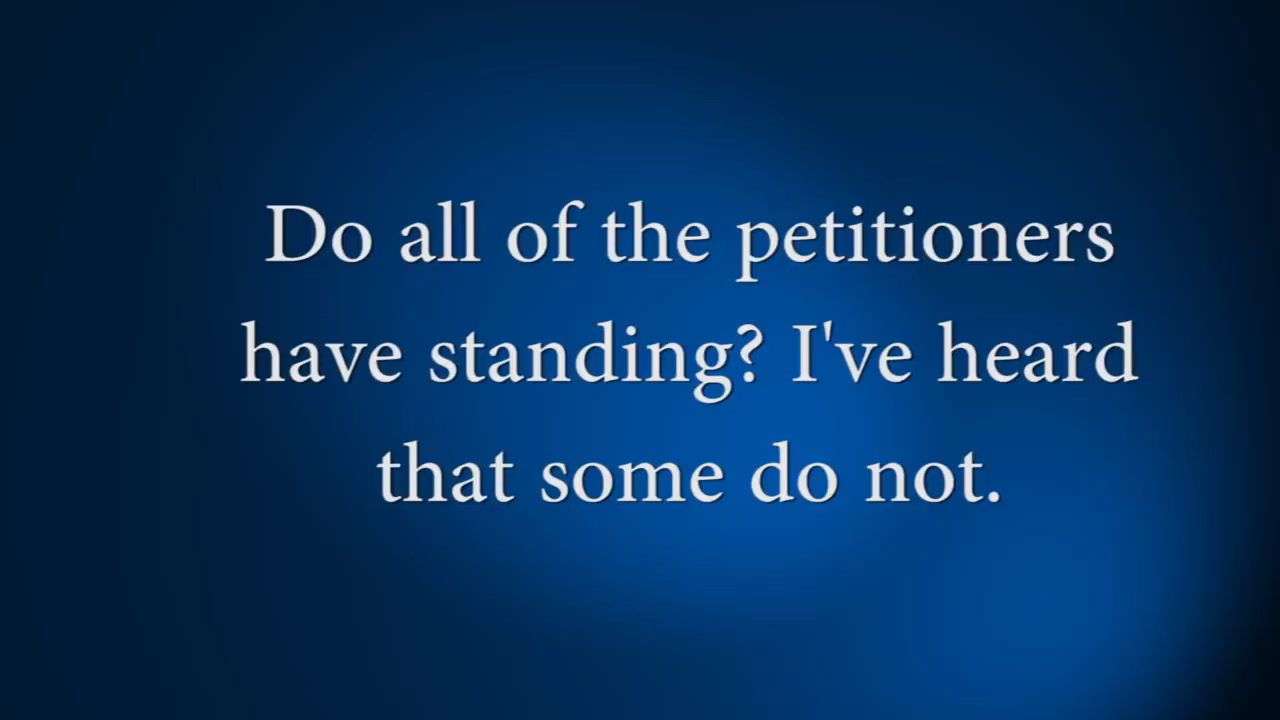 Do all of the petitioners
have standing? I've heard
that some do not.